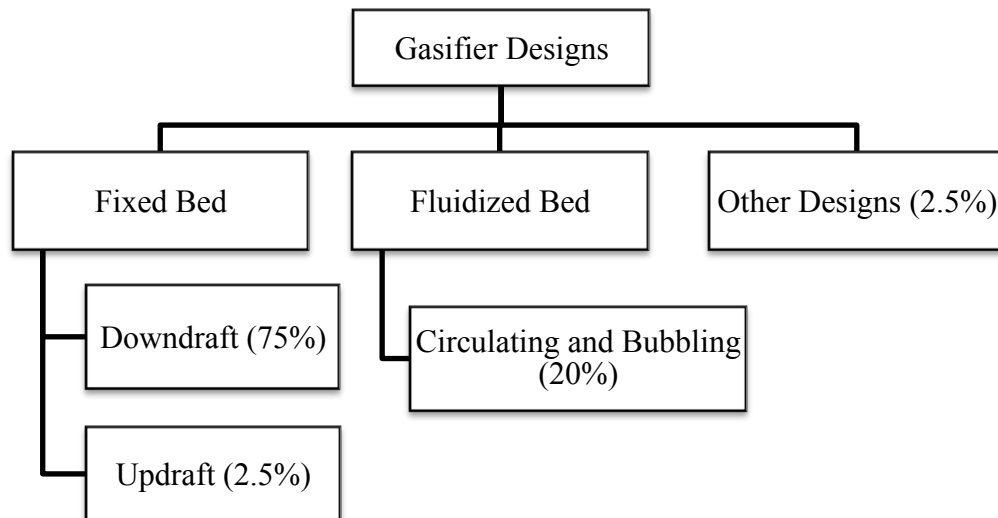 Gasifier Designs
Fixed Bed
Fluidized Bed
Other Designs (2.5%)
Downdraft (75%)
Circulating and Bubbling
(20%)
Updraft (2.5%)